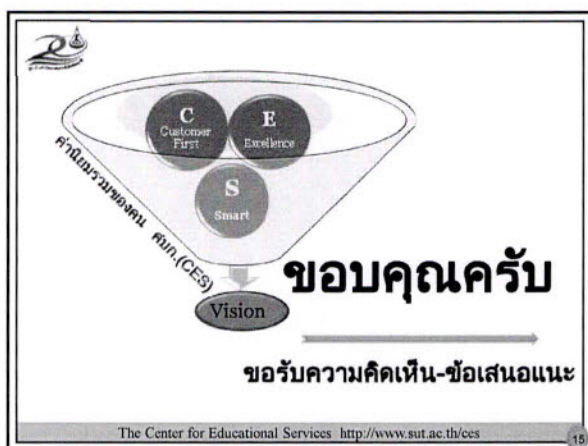 C
Customer
First
E
Excellence
S
Smart
ค่านิยมรวมของคน ศบก.(CES)
Vision
ขอบคุณครับ
ขอรับความคิดเห็น-ข้อเสนอแนะ
The Center for Educational Services http://www.sut.ac.th/ces